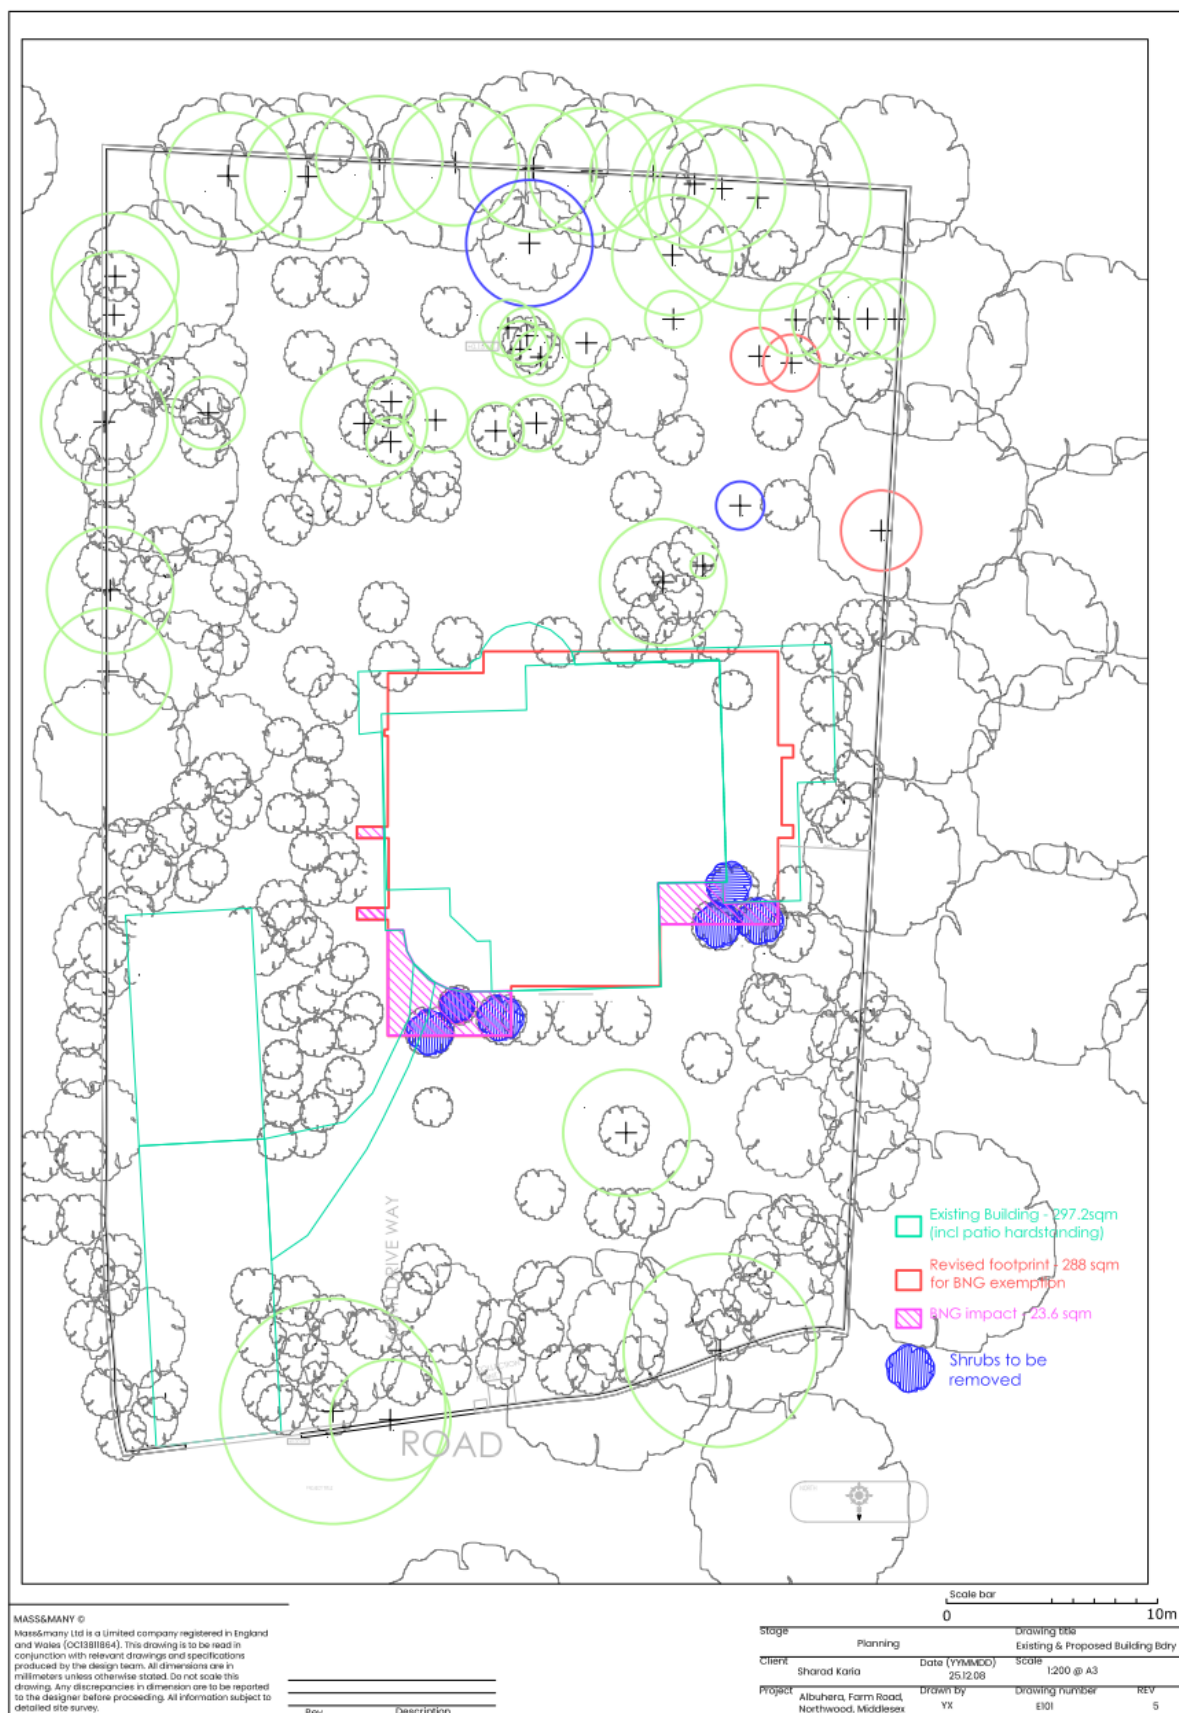 DRIVE WAY
ROAD
Existing Building - 297.2sqm
(incl patio hardstanding)
Revised footprint - 288 sqm
for BNG exemption
BNG impact - 23.6 sqm
Shrubs to be
removed
Scale bar
0 10m
MASS&MANY ©
Mass&many Ltd is a Limited company registered in England
and Wales (OC13811864). This drawing is to be read in
conjunction with relevant drawings and specifications
produced by the design team. All dimensions are in
millimeters unless otherwise stated. Do not scale this
drawing. Any discrepancies in dimension are to be reported
to the designer before proceeding. All information subject to
detailed site survey.
Rev Description
Stage
Planning
Drawing title
Existing & Proposed Building Bdry
Client
Sharad Karia
Date (YYMMDD)
25.12.08
Scale
1:200 @ A3
Project
Albuhera, Farm Road,
Northwood, Middlesex
Drawn by
YX
Drawing number
E101
REV
5